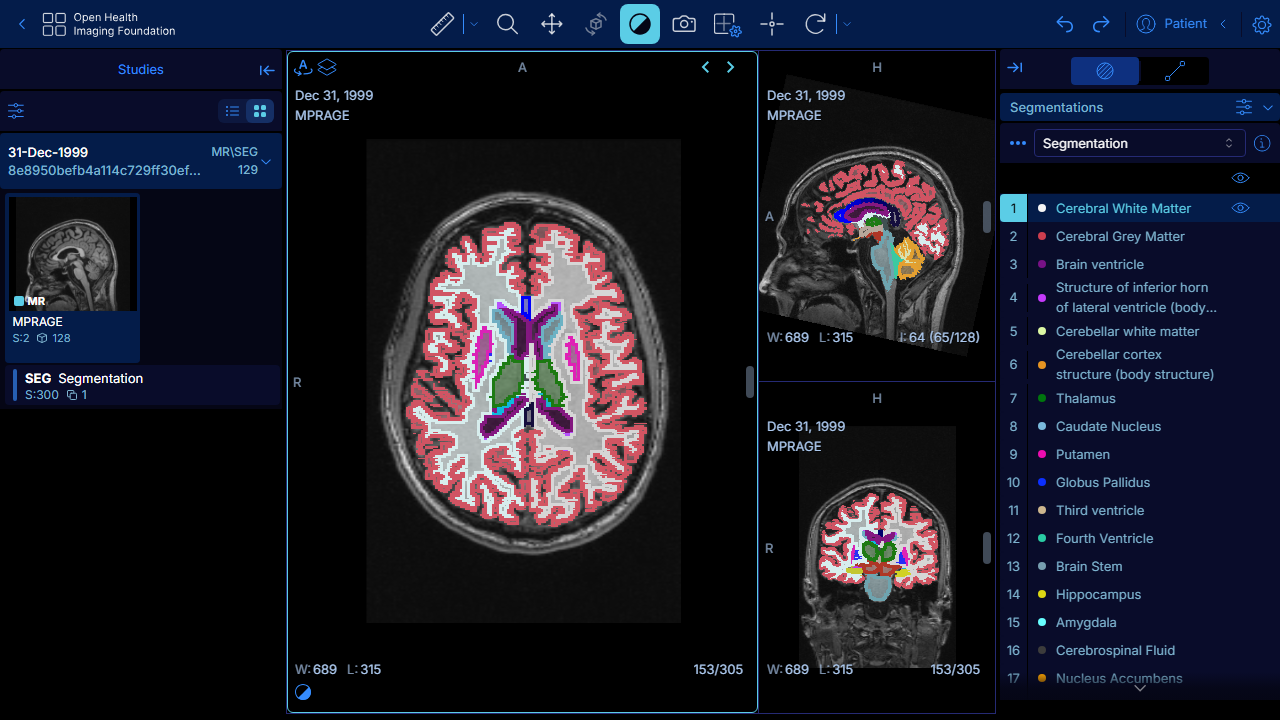 Open Health
Imaging Foundation
Patient
Studies
31-Dec-1999
MR\SEG
8e8950befb4a114c729ff30ef...
129
MR
MPRAGE
S:2 128
SEG Segmentation
S:300 1
A
A
Dec 31, 1999
MPRAGE
R
W:689 L:315
153/305
H
Dec 31, 1999
MPRAGE
A
W:689 L:315
I:64 (65/128)
H
Dec 31, 1999
MPRAGE
R
W:689 L:315
153/305
Segmentations
Segmentation
1 Cerebral White Matter
2 Cerebral Grey Matter
3 Brain ventricle
4 Structure of inferior horn
of lateral ventricle (body...
5 Cerebellar white matter
6 Cerebellar cortex
structure (body structure)
7 Thalamus
8 Caudate Nucleus
9 Putamen
10 Globus Pallidus
11 Third ventricle
12 Fourth Ventricle
13 Brain Stem
14 Hippocampus
15 Amygdala
16 Cerebrospinal Fluid
17 Nucleus Accumbens